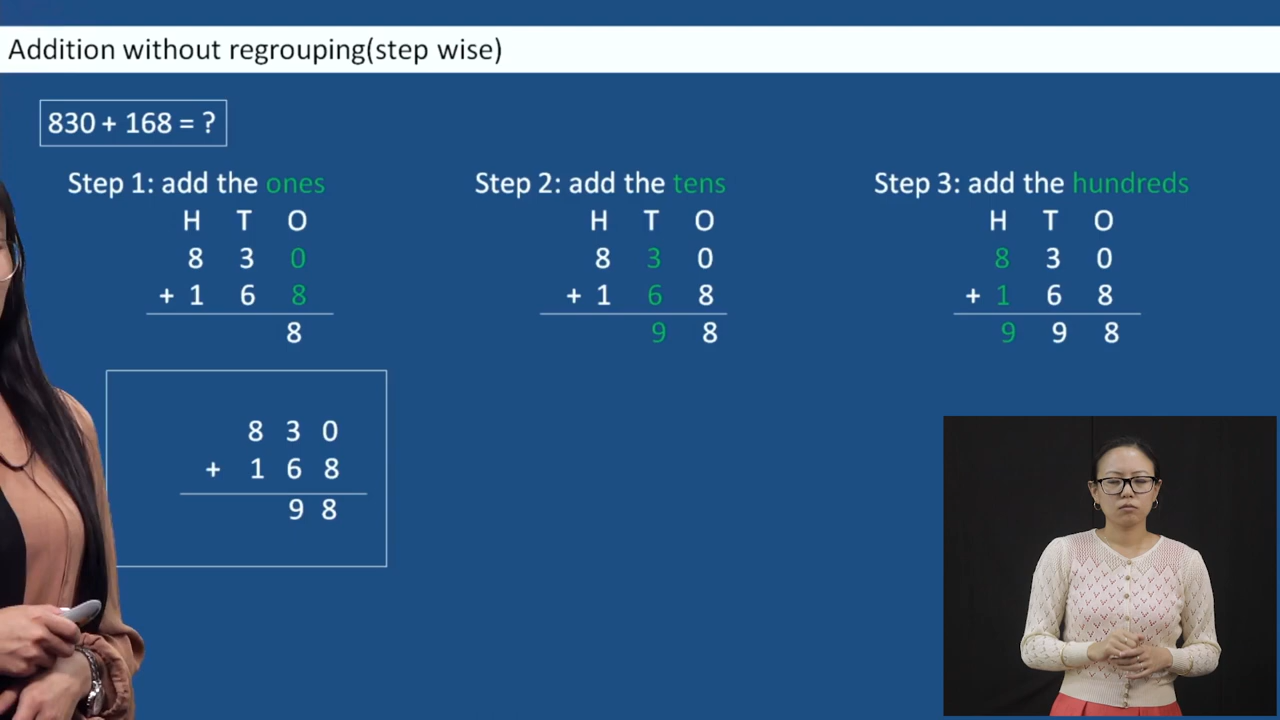 Addition without regrouping(step wise)
830 + 168 = ?
Step 1: add the ones
H T O
8 3 0
+ 1 6 8
8
Step 2: add the tens
H T O
8 3 0
+ 1 6 8
9 8
Step 3: add the hundreds
H T O
8 3 0
+ 1 6 8
9 9 8
8 3 0
+ 1 6 8
9 8